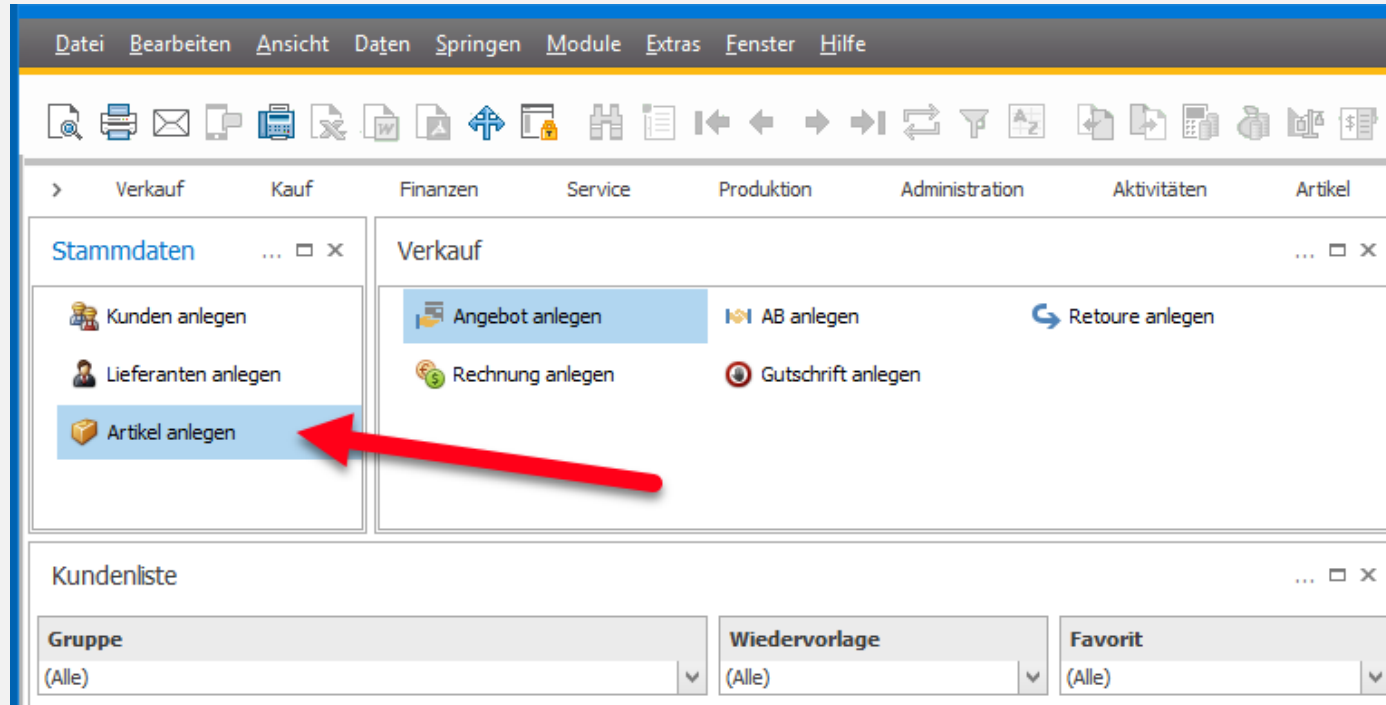 Datei Bearbeiten Ansicht Daten Springen Module Extras Fenster Hilfe
Verkauf Kauf Finanzen Service Produktion Administration Aktivitäten Artikel
Stammdaten ...
Kunden anlegen
Lieferanten anlegen
Artikel anlegen
Verkauf ...
Angebot anlegen AB anlegen Retoure anlegen
Rechnung anlegen Gutschrift anlegen
Kundenliste ...
Gruppe Wiedervorlage Favorit
(Alle) (Alle) (Alle)